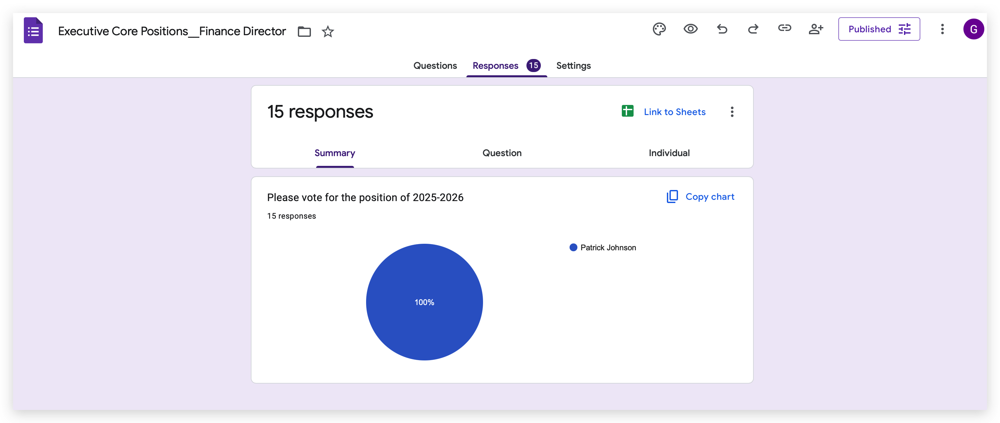 Executive Core Positions__Finance Director
Published
G
Questions Responses 15 Settings
15 responses
Link to Sheets
Summary Question Individual
Please vote for the position of 2025-2026
Copy chart
15 responses
Patrick Johnson
100%